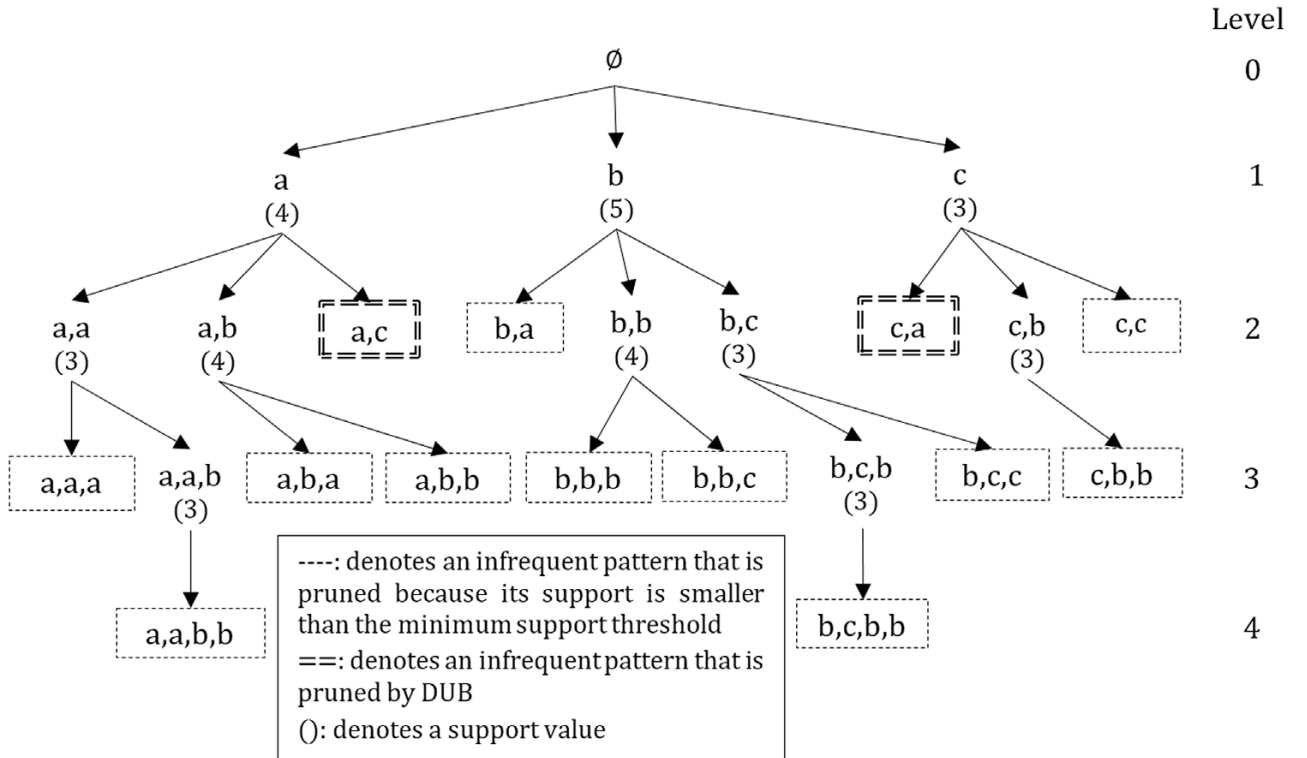 Level
∅
0
a
b
c
1
(4)
(5)
(3)
a,a
a,b
a,c
b,a
b,b
b,c
c,a
c,b
c,c
2
(3)
(4)
(4)
(3)
(3)
a,a,a
a,a,b
a,b,a
a,b,b
b,b,b
b,b,c
b,c,b
b,c,c
c,b,b
3
(3)
(3)
a,a,b,b
b,c,b,b
4
----: denotes an infrequent pattern that is
pruned because its support is smaller
than the minimum support threshold
==: denotes an infrequent pattern that is
pruned by DUB
(): denotes a support value